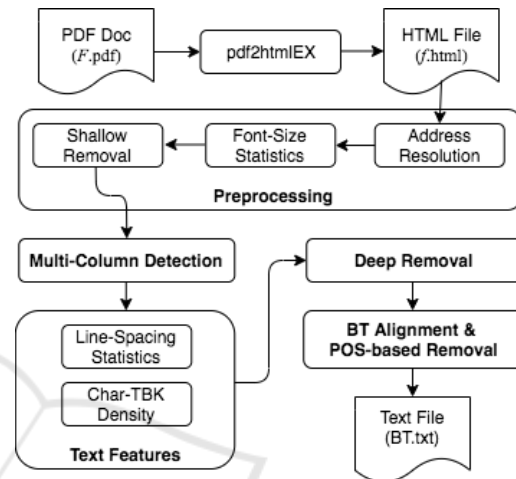 PDF Doc
(F.pdf)
pdf2htmlEX
HTML File
(f.html)
Shallow
Removal
Font-Size
Statistics
Address
Resolution
Preprocessing
Multi-Column Detection
Deep Removal
Line-Spacing
Statistics
Char-TBK
Density
Text Features
BT Alignment &
POS-based Removal
Text File
(BT.txt)